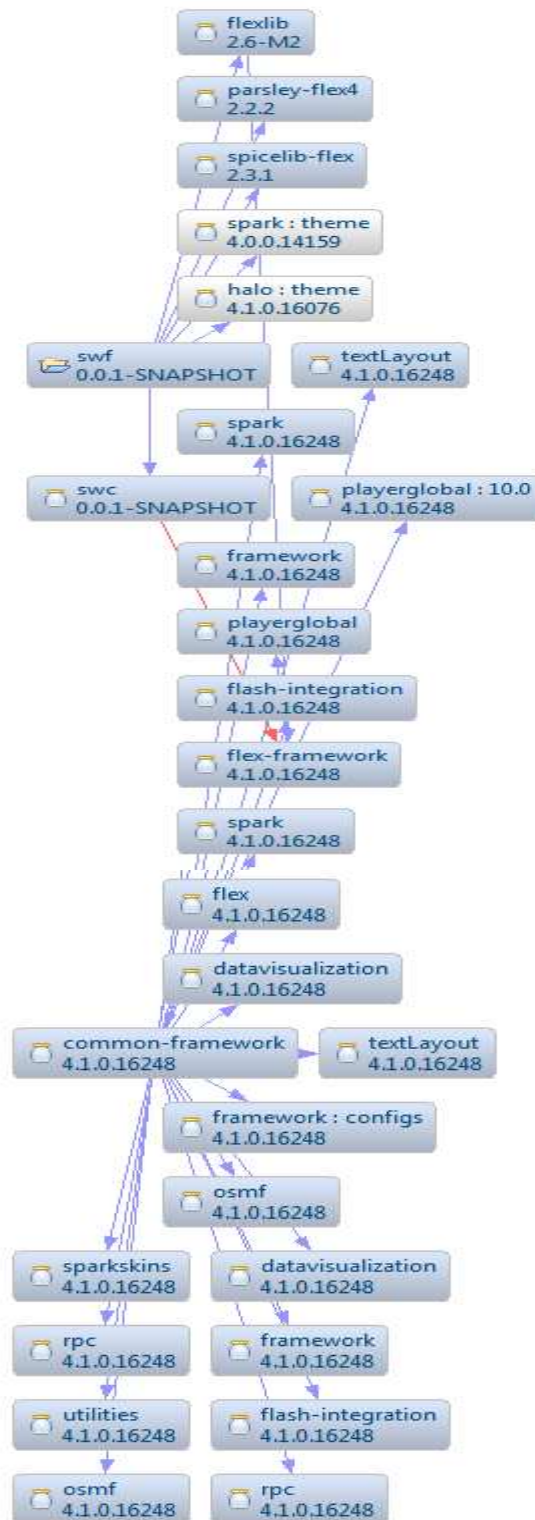 flexlib
2.6-M2
parsley-flex4
2.2.2
spicelib-flex
2.3.1
spark : theme
4.0.0.14159
halo : theme
4.1.0.16076
swf
0.0.1-SNAPSHOT
textLayout
4.1.0.16248
spark
4.1.0.16248
swc
0.0.1-SNAPSHOT
playerglobal : 10.0
4.1.0.16248
framework
4.1.0.16248
playerglobal
4.1.0.16248
flash-integration
4.1.0.16248
flex-framework
4.1.0.16248
spark
4.1.0.16248
flex
4.1.0.16248
datavisualization
4.1.0.16248
common-framework
4.1.0.16248
textLayout
4.1.0.16248
framework : configs
4.1.0.16248
osmf
4.1.0.16248
sparkskins
4.1.0.16248
datavisualization
4.1.0.16248
rpc
4.1.0.16248
framework
4.1.0.16248
utilities
4.1.0.16248
flash-integration
4.1.0.16248
osmf
4.1.0.16248
rpc
4.1.0.16248